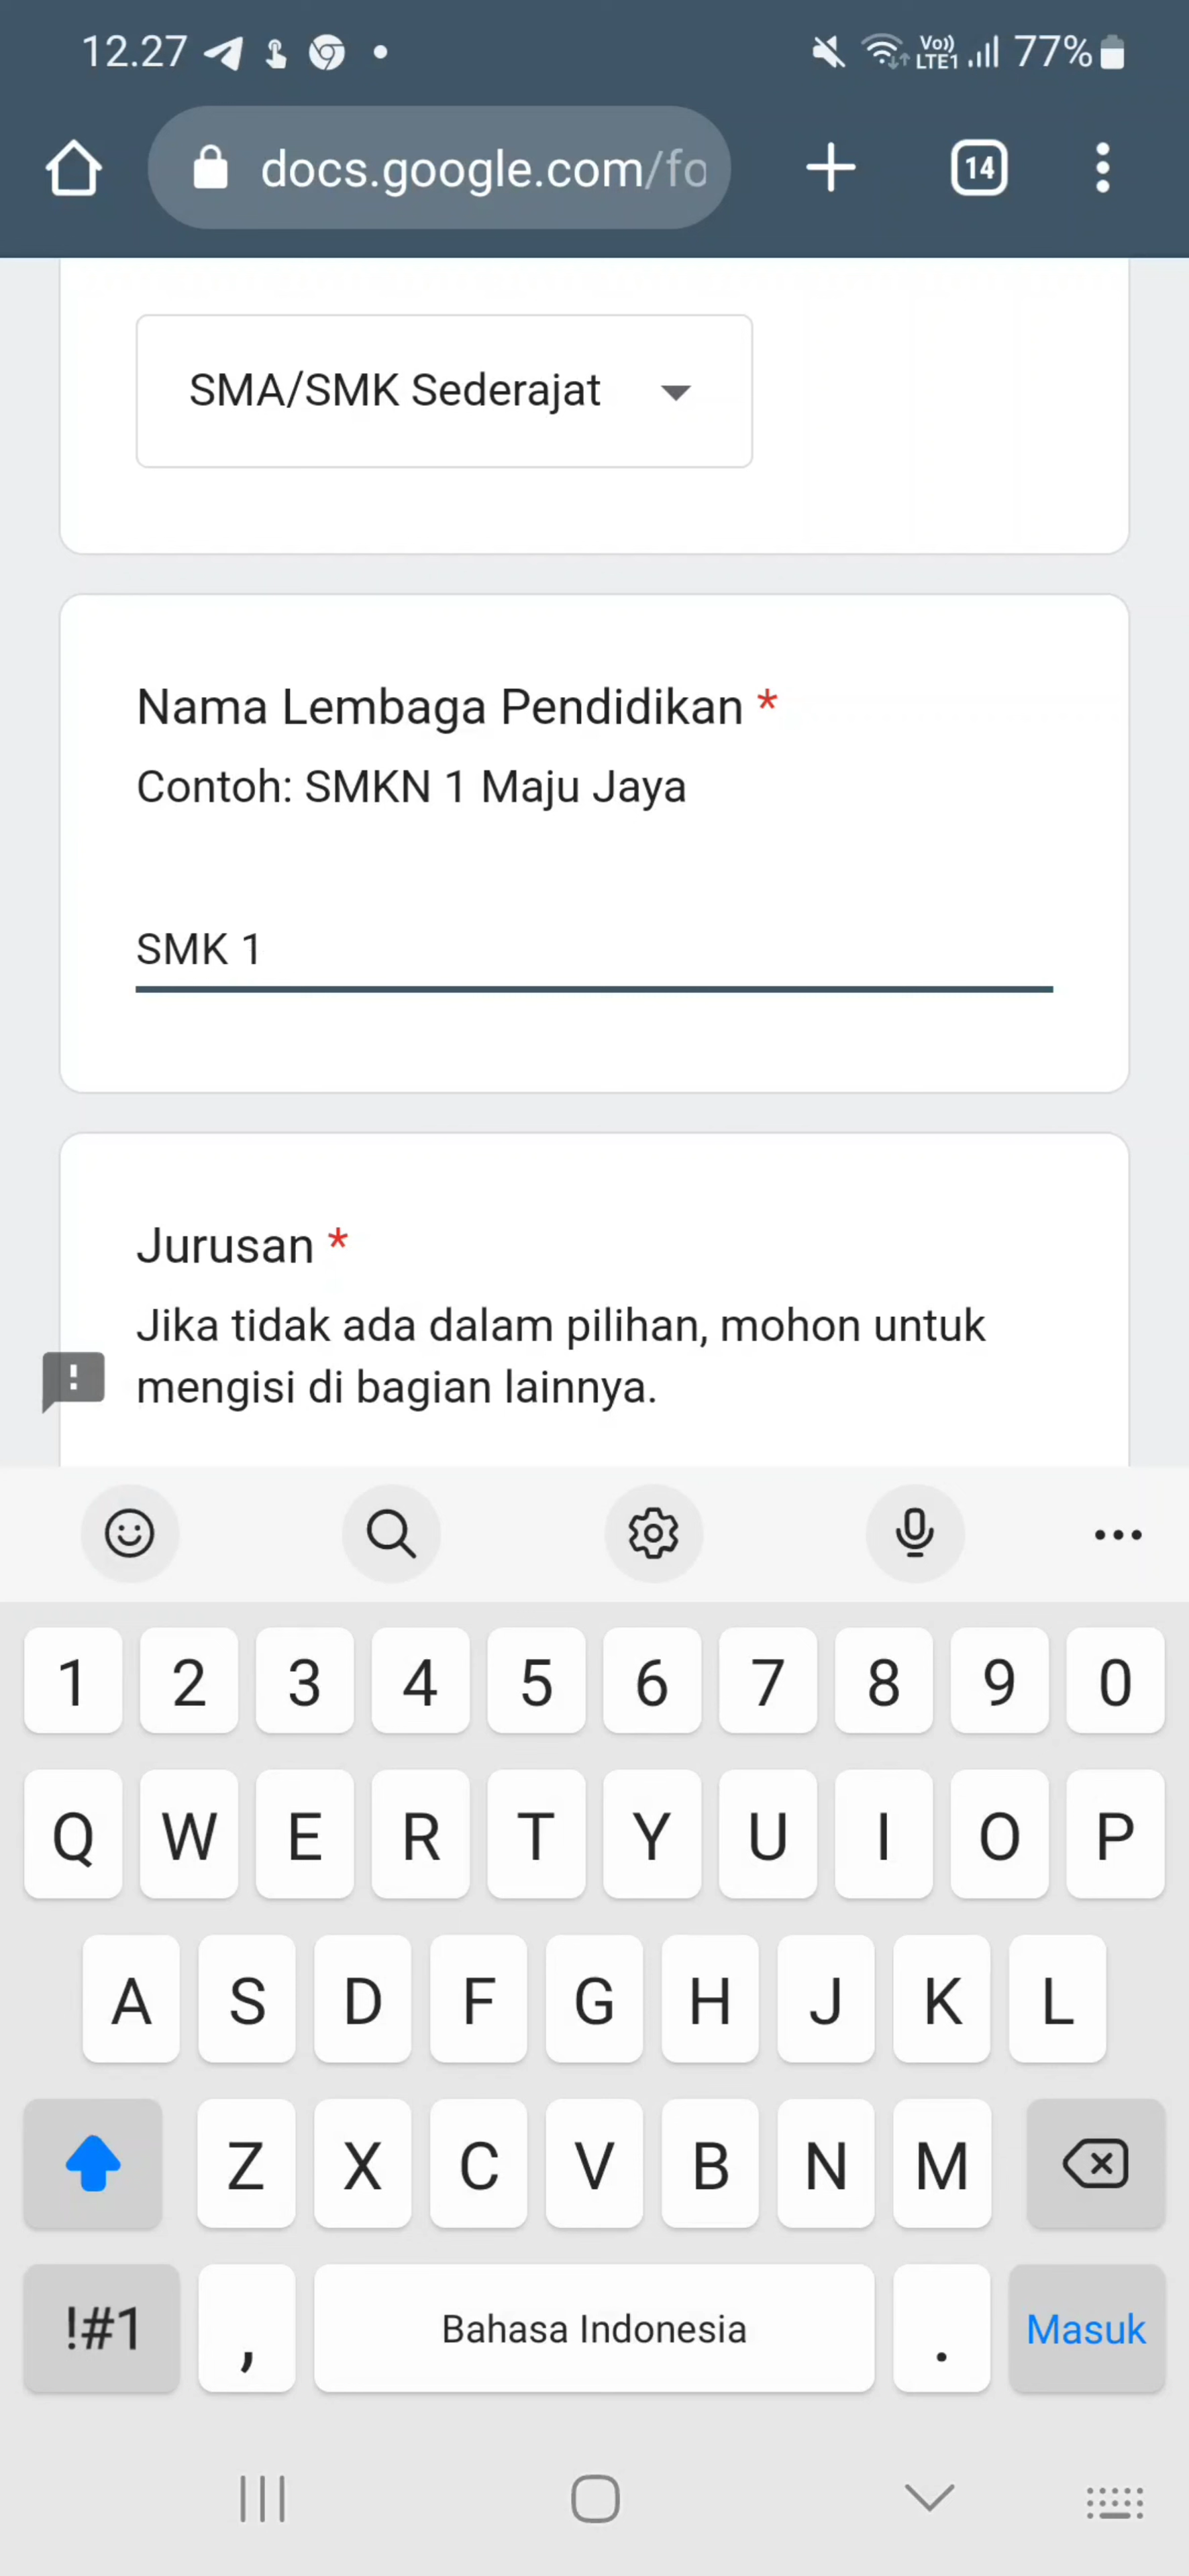 12.27
Vo)) LTE1 77%
docs.google.com/fo
14
SMA/SMK Sederajat
Nama Lembaga Pendidikan *
Contoh: SMKN 1 Maju Jaya
SMK 1
Jurusan *
Jika tidak ada dalam pilihan, mohon untuk
mengisi di bagian lainnya.
1 2 3 4 5 6 7 8 9 0
Q W E R T Y U I O P
A S D F G H J K L
Z X C V B N M
!#1 , Bahasa Indonesia . Masuk